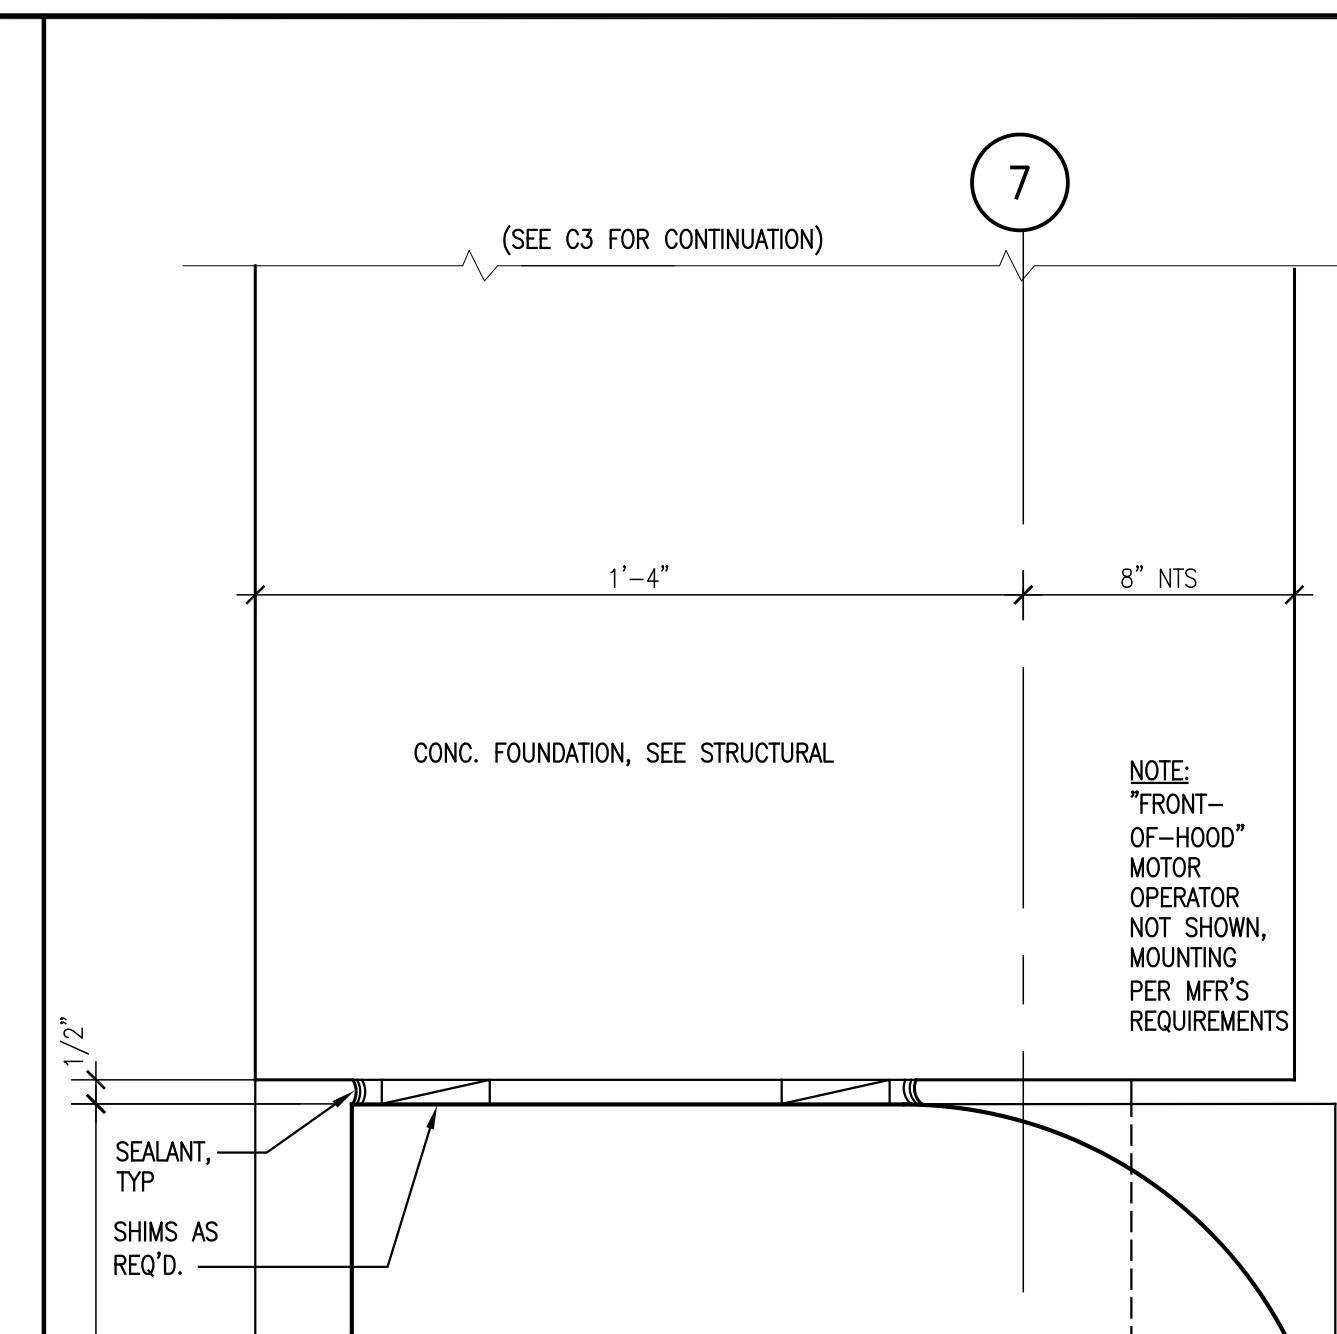 7
(SEE C3 FOR CONTINUATION)
1'-4"
8" NTS
CONC. FOUNDATION, SEE STRUCTURAL
NOTE:
"FRONT-
OF-HOOD"
MOTOR
OPERATOR
NOT SHOWN,
MOUNTING
PER MFR'S
REQUIREMENTS
1/2"
SEALANT,
TYP
SHIMS AS
REQ'D.